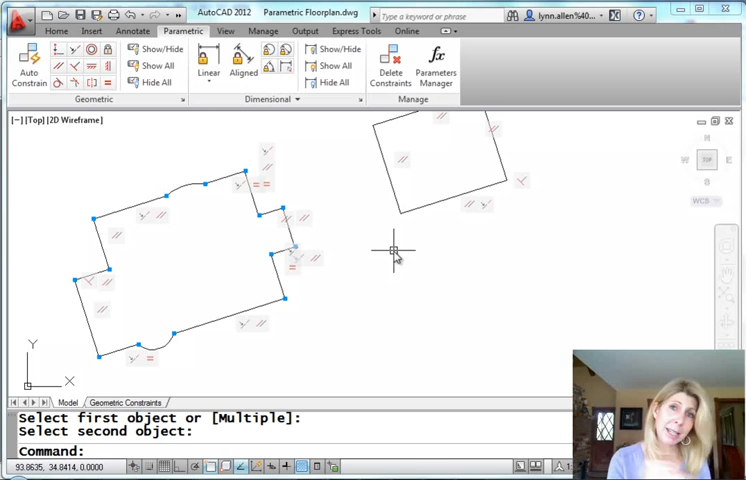 AutoCAD 2012 Parametric Floorplan.dwg
Type a keyword or phrase
lynn.allen%40...
Home Insert Annotate Parametric View Manage Output Express Tools Online
Auto Constrain
Show/Hide
Show All
Hide All
Geometric
Linear
Aligned
Show/Hide
Show All
Hide All
Dimensional
Delete Constraints
Parameters Manager
Manage
[−] [Top] [2D Wireframe]
N
W TOP E
S
WCS
Y
X
Model Geometric Constraints
Select first object or [Multiple]:
Select second object:
Command:
93.8635, 34.8414, 0.0000